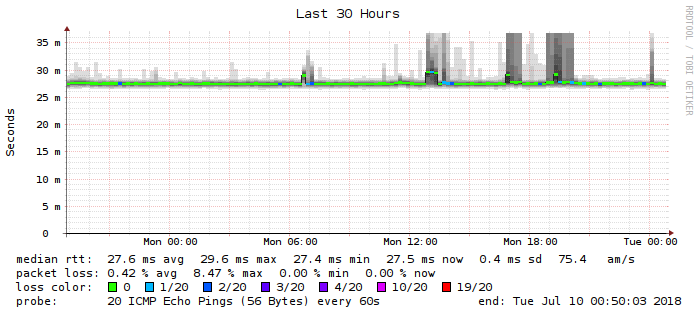 Last 30 Hours
RRDTOOL / TOBI OETIKER
Seconds
35 m
30 m
25 m
20 m
15 m
10 m
5 m
0
Mon 00:00 Mon 06:00 Mon 12:00 Mon 18:00 Tue 00:00
median rtt: 27.6 ms avg 29.6 ms max 27.4 ms min 27.5 ms now 0.4 ms sd 75.4 am/s
packet loss: 0.42 % avg 8.47 % max 0.00 % min 0.00 % now
loss color: 0 1/20 2/20 3/20 4/20 10/20 19/20
probe: 20 ICMP Echo Pings (56 Bytes) every 60s end: Tue Jul 10 00:50:03 2018